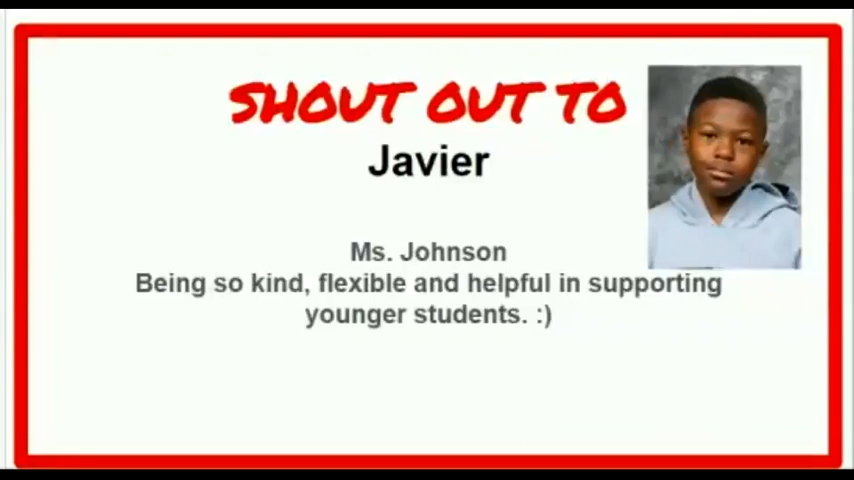 SHOUT OUT TO
Javier
Ms. Johnson
Being so kind, flexible and helpful in supporting
younger students. :)